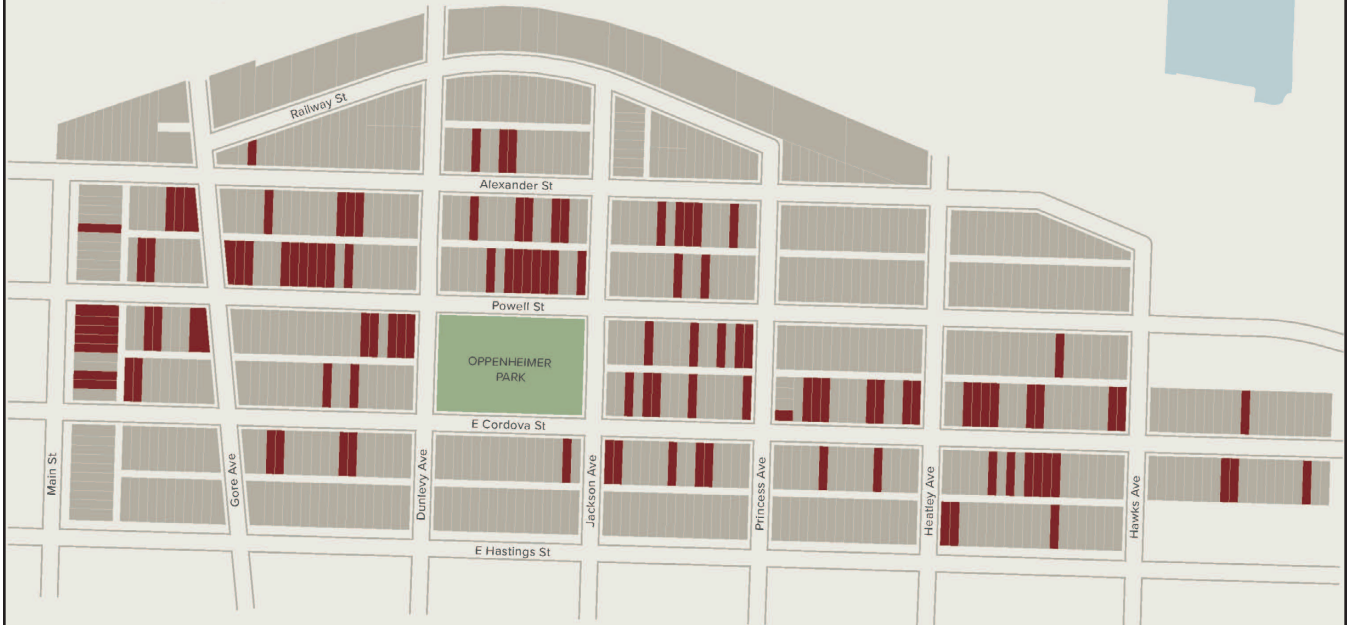 Railway St
Alexander St
Powell St
OPPENHEIMER
PARK
E Cordova St
Main St
Gore Ave
Dunlevy Ave
Jackson Ave
Princess Ave
Heatley Ave
Hawks Ave
E Hastings St